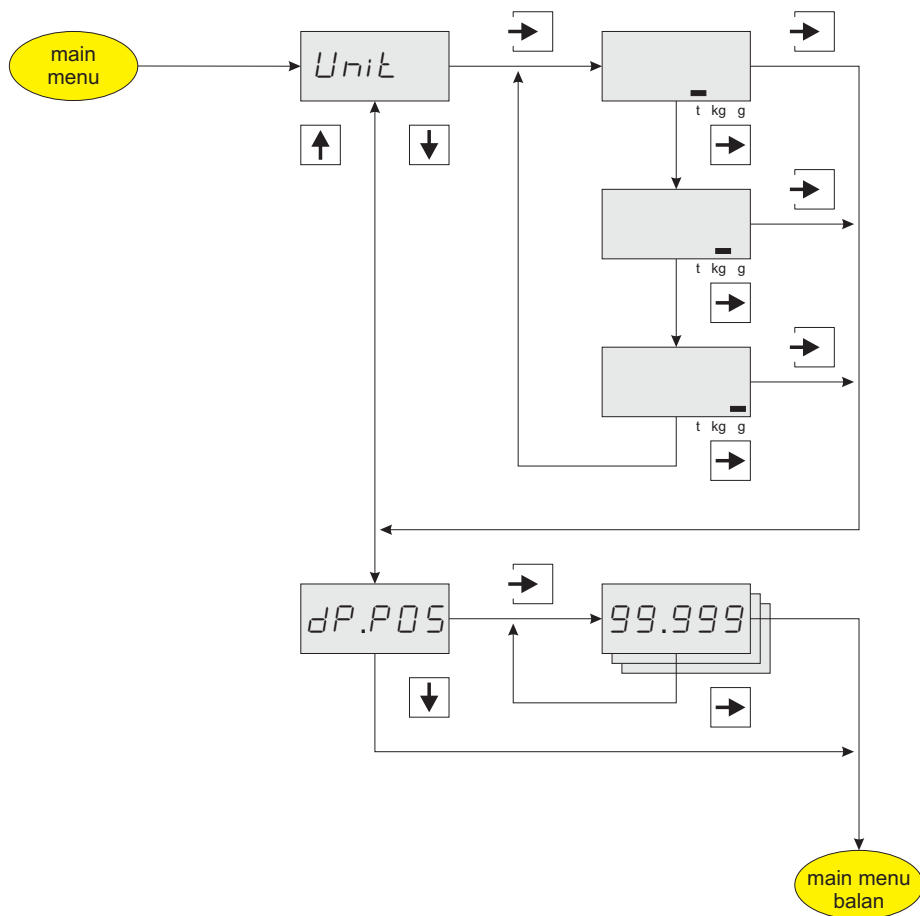 main
menu
Unit
t kg g
t kg g
t kg g
dP.POS
99.999
main menu
balan